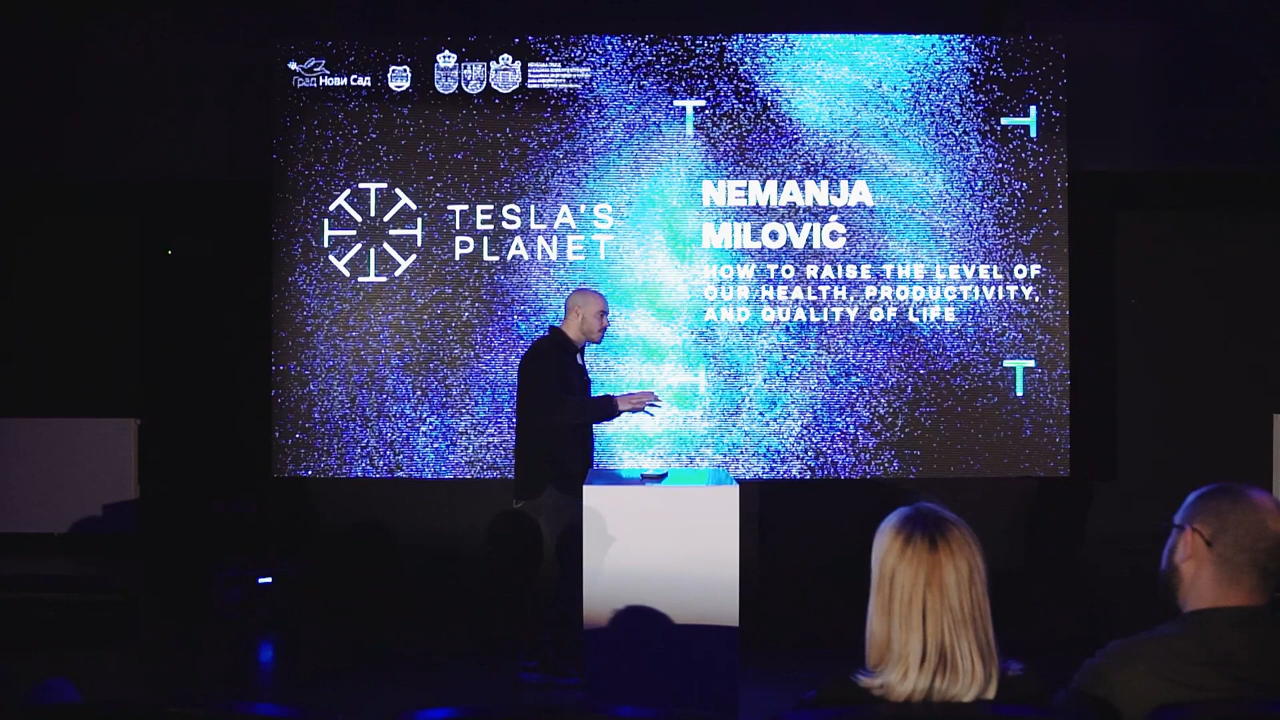 Град Нови Сад
TESLA'S
PLANET
NEMANJA
MILOVIĆ
HOW TO RAISE THE LEVEL OF
OUR HEALTH, PRODUCTIVITY,
AND QUALITY OF LIFE